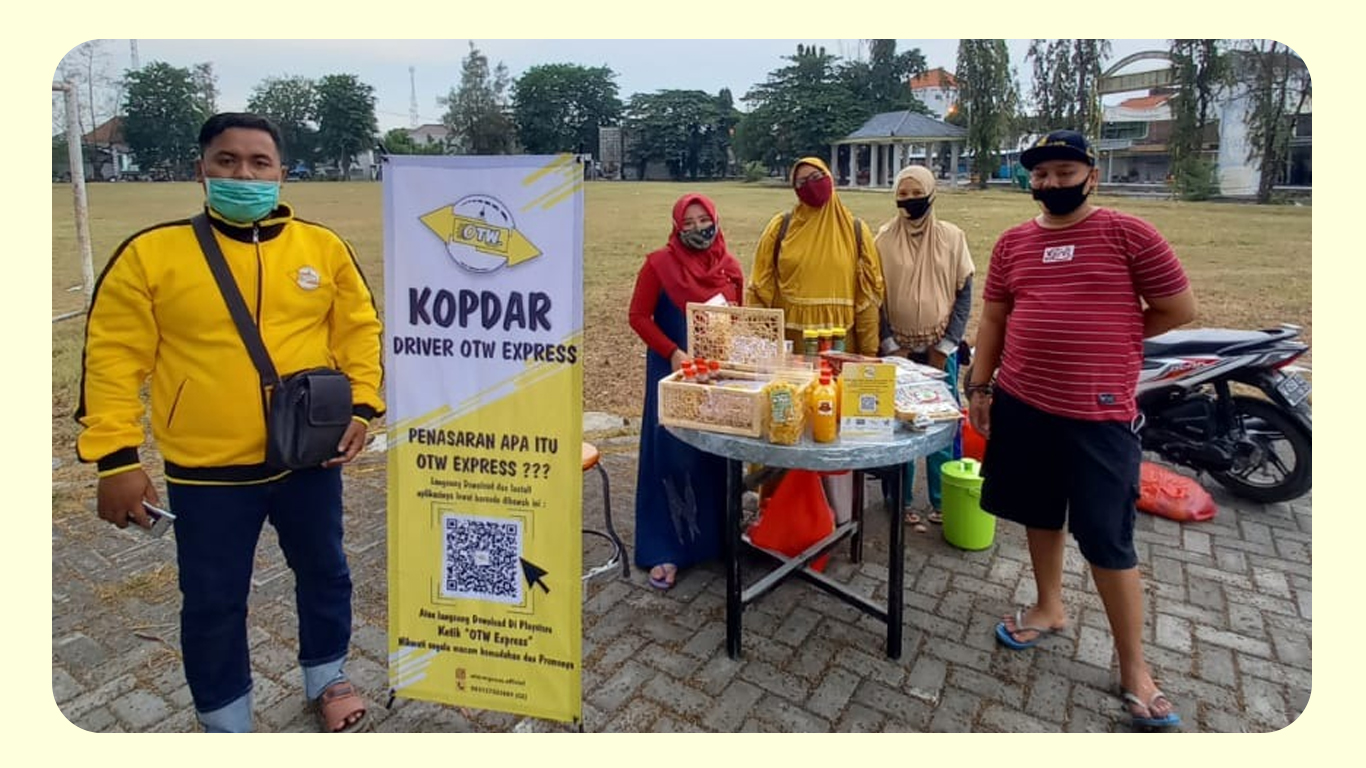 OTW
KOPDAR
DRIVER OTW EXPRESS
PENASARAN APA ITU
OTW EXPRESS ???
Langsung Download dan Install
aplikasinya lewat barcode dibawah ini :
Atau langsung Download Di Playstore
Ketik "OTW Express"
Nikmati segala macam kemudahan dan Promonya